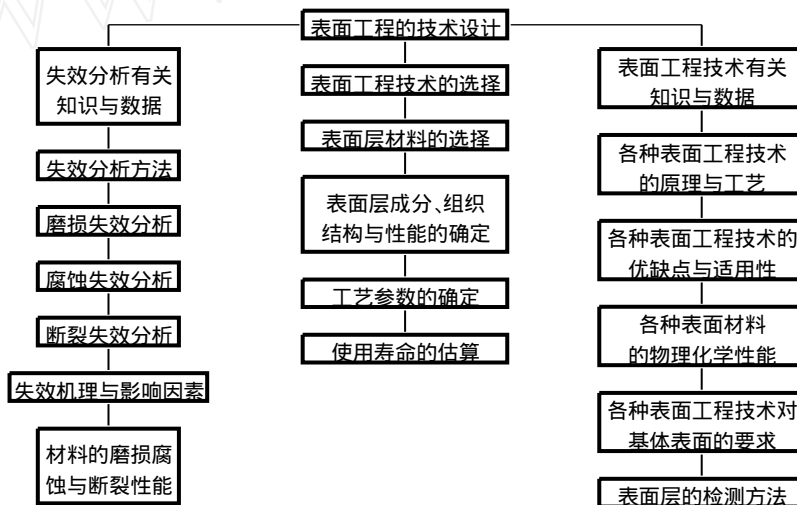 表面工程的技术设计
失效分析有关
知识与数据
失效分析方法
磨损失效分析
腐蚀失效分析
断裂失效分析
失效机理与影响因素
材料的磨损腐
蚀与断裂性能
表面工程技术的选择
表面层材料的选择
表面层成分、组织
结构与性能的确定
工艺参数的确定
使用寿命的估算
表面工程技术有关
知识与数据
各种表面工程技术
的原理与工艺
各种表面工程技术的
优缺点与适用性
各种表面材料
的物理化学性能
各种表面工程技术对
基体表面的要求
表面层的检测方法